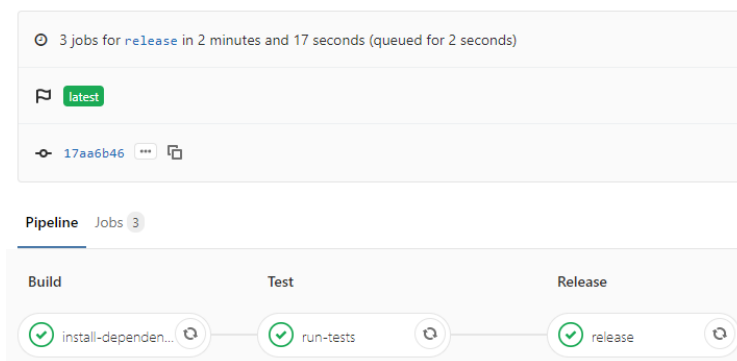 3 jobs for release in 2 minutes and 17 seconds (queued for 2 seconds)
latest
17aa6b46 ...
Pipeline Jobs 3
Build Test Release
install-dependen... run-tests release